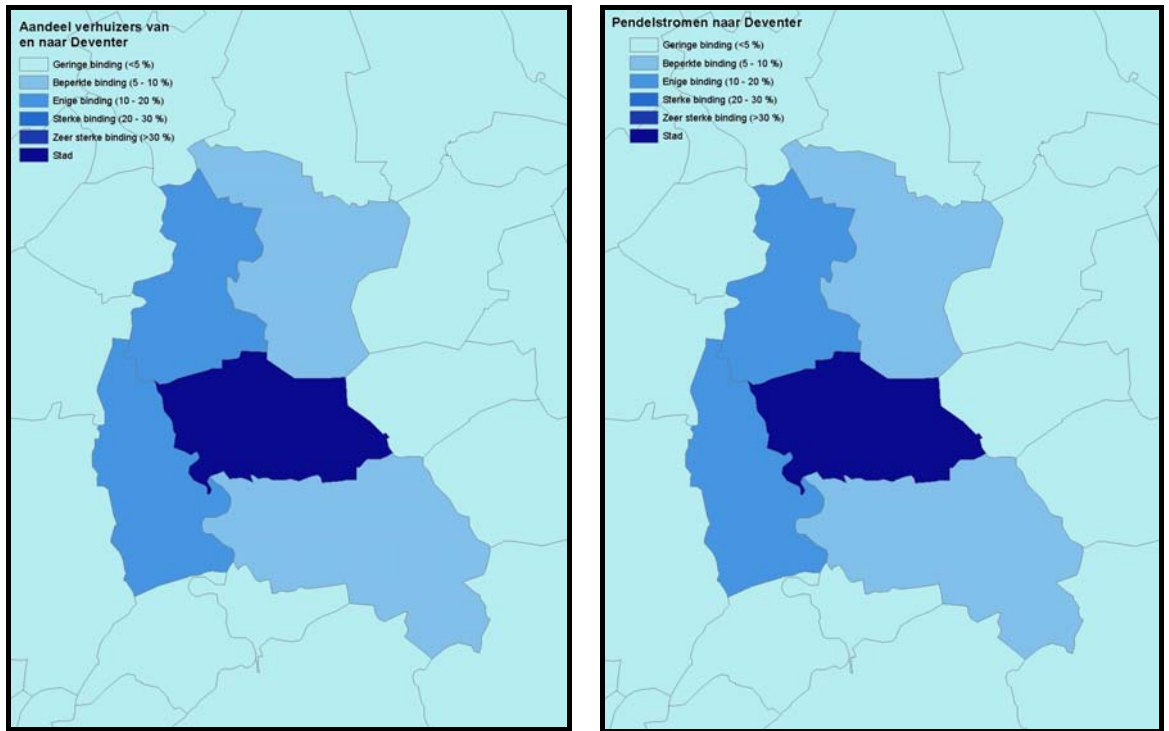 Aandeel verhuizers van
en naar Deventer
Geringe binding (<5 %)
Beperkte binding (5 - 10 %)
Enige binding (10 - 20 %)
Sterke binding (20 - 30 %)
Zeer sterke binding (>30 %)
Stad
Pendelstromen naar Deventer
Geringe binding (<5 %)
Beperkte binding (5 - 10 %)
Enige binding (10 - 20 %)
Sterke binding (20 - 30 %)
Zeer sterke binding (>30 %)
Stad